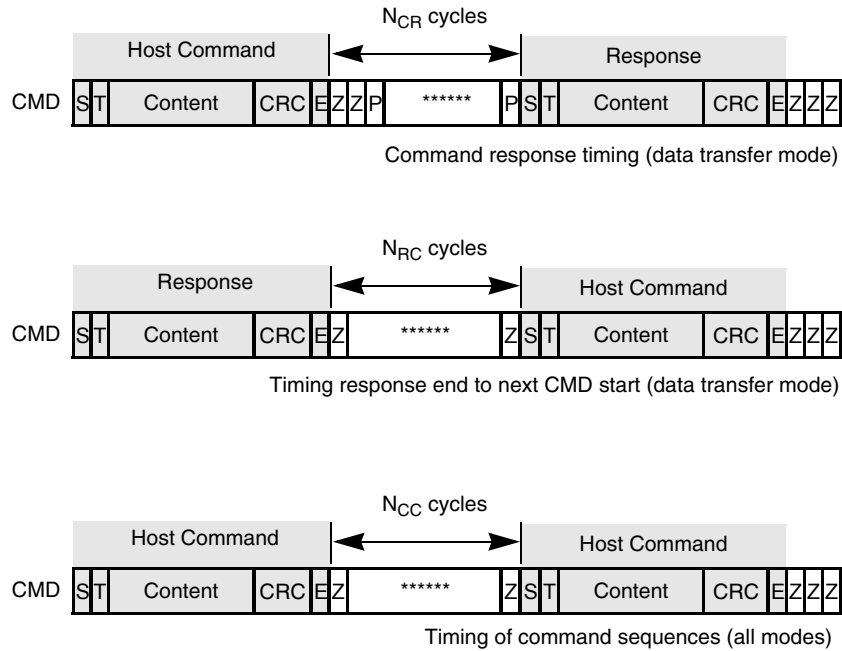 N_CR cycles
Host Command Response
CMD S T Content CRC E Z Z P ****** P S T Content CRC E Z Z Z
Command response timing (data transfer mode)
N_RC cycles
Response Host Command
CMD S T Content CRC E Z ****** Z S T Content CRC E Z Z Z
Timing response end to next CMD start (data transfer mode)
N_CC cycles
Host Command Host Command
CMD S T Content CRC E Z ****** Z S T Content CRC E Z Z Z
Timing of command sequences (all modes)